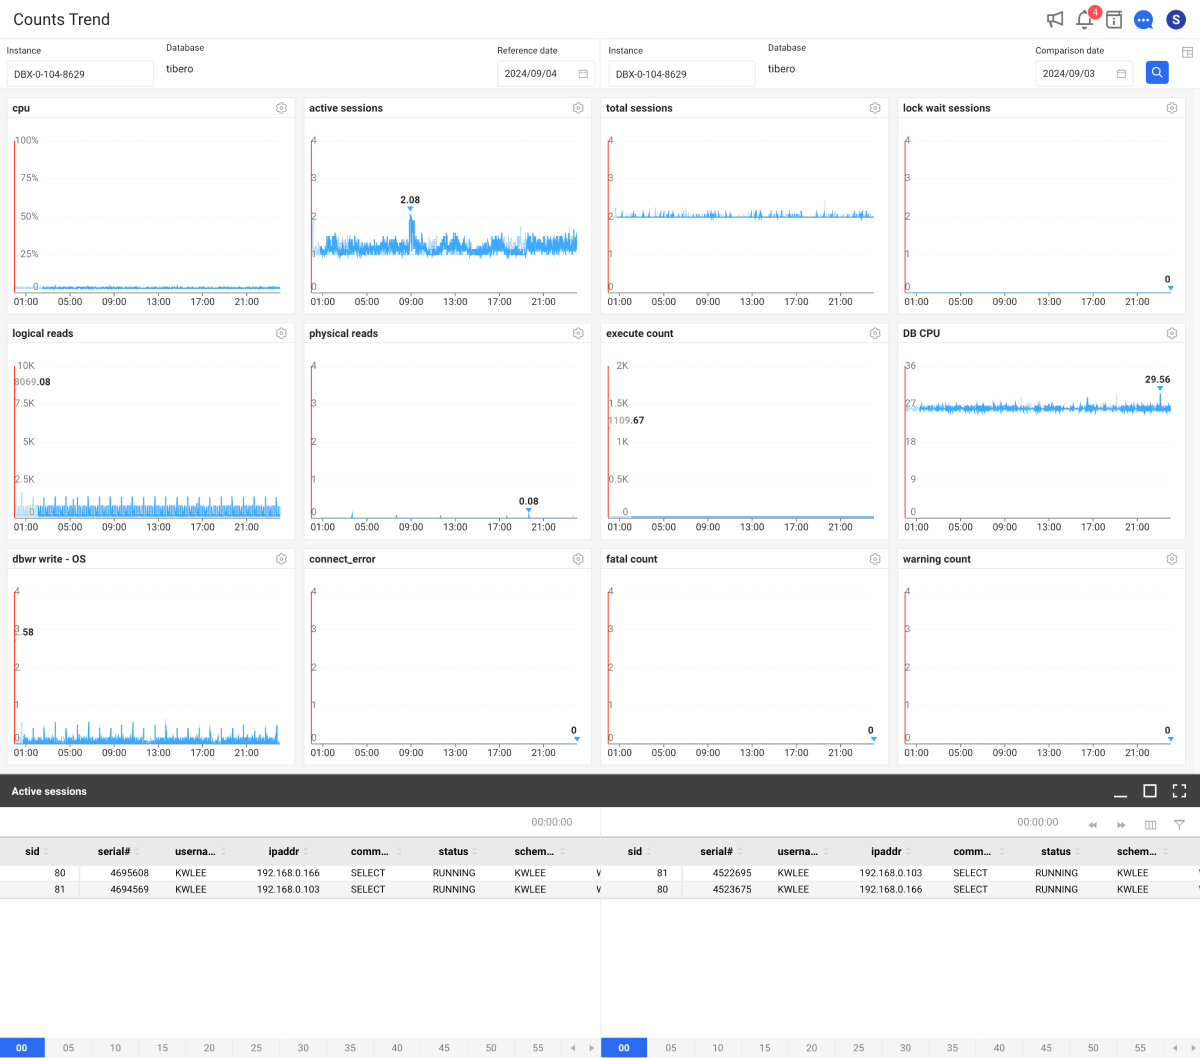 Counts Trend
4
S
Instance
Database
Reference date
Instance
Database
Comparison date
DBX-0-104-8629
tibero
2024/09/04
DBX-0-104-8629
tibero
2024/09/03
cpu
100%
75%
50%
25%
0
01:00 05:00 09:00 13:00 17:00 21:00
active sessions
4
3
2.08
2
1
0
01:00 05:00 09:00 13:00 17:00 21:00
total sessions
4
3
2
1
0
01:00 05:00 09:00 13:00 17:00 21:00
lock wait sessions
4
3
2
1
0
0
01:00 05:00 09:00 13:00 17:00 21:00
logical reads
10K
8069.08
7.5K
5K
2.5K
0
01:00 05:00 09:00 13:00 17:00 21:00
physical reads
4
3
2
1
0.08
0
01:00 05:00 09:00 13:00 17:00 21:00
execute count
2K
1.5K
1109.67
1K
0.5K
0
01:00 05:00 09:00 13:00 17:00 21:00
DB CPU
36
29.56
27
18
9
0
01:00 05:00 09:00 13:00 17:00 21:00
dbwr write - OS
4
3
.58
2
1
0
01:00 05:00 09:00 13:00 17:00 21:00
connect_error
4
3
2
1
0
0
01:00 05:00 09:00 13:00 17:00 21:00
fatal count
4
3
2
1
0
0
01:00 05:00 09:00 13:00 17:00 21:00
warning count
4
3
2
1
0
0
01:00 05:00 09:00 13:00 17:00 21:00
Active sessions
00:00:00
sid serial# userna... ipaddr comm... status schem...
80 4695608 KWLEE 192.168.0.166 SELECT RUNNING KWLEE
81 4694569 KWLEE 192.168.0.103 SELECT RUNNING KWLEE
00 05 10 15 20 25 30 35 40 45 50 55
00:00:00
sid serial# userna... ipaddr comm... status schem...
81 4522695 KWLEE 192.168.0.103 SELECT RUNNING KWLEE
80 4523675 KWLEE 192.168.0.166 SELECT RUNNING KWLEE
00 05 10 15 20 25 30 35 40 45 50 55